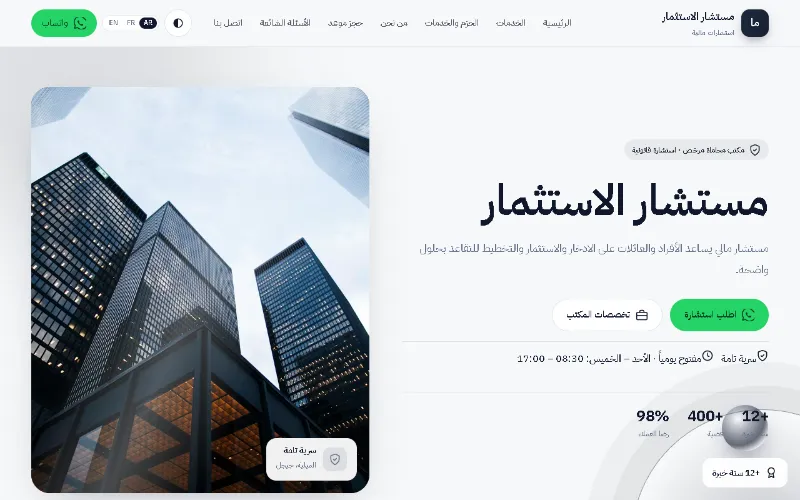 ما
مستشار الاستثمار
استشارات مالية
الرئيسية
الخدمات
الحزم والخدمات
من نحن
حجز موعد
الأسئلة الشائعة
اتصل بنا
AR
FR
EN
واتساب
مكتب محاماة مرخص · استشارة قانونية
مستشار الاستثمار
مستشار مالي يساعد الأفراد والعائلات على الادخار والاستثمار والتخطيط للتقاعد بحلول
واضحة.
اطلب استشارة
تخصصات المكتب
سرية تامة
مفتوح يومياً · الأحد – الخميس: 08:30 – 17:00
12+
400+
98%
رضا العملاء
+12 سنة خبرة
سرية تامة
الميلية، جيجل